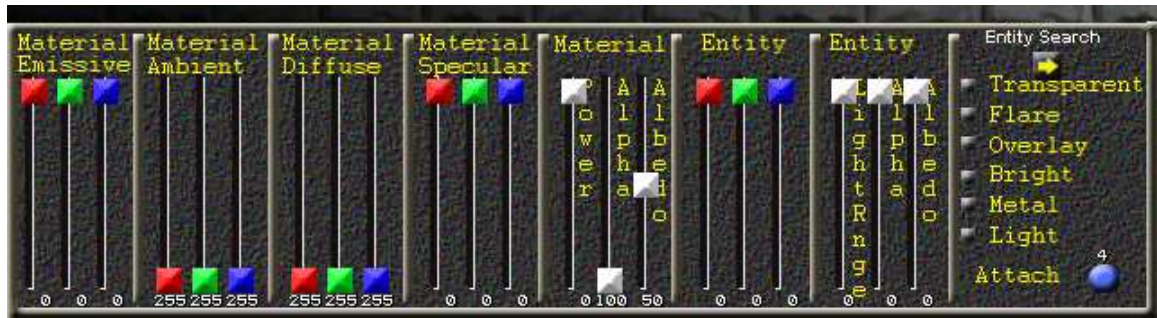 Material Emissive
0 0 0
Material Ambient
255 255 255
Material Diffuse
255 255 255
Material Specular
0 0 0
Material
Power
Alpha
Albedo
0 100 50
Entity
0 0 0
Entity
LightRnge
Alpha
Albedo
0 0 0
Entity Search
Transparent
Flare
Overlay
Bright
Metal
Light
Attach
4